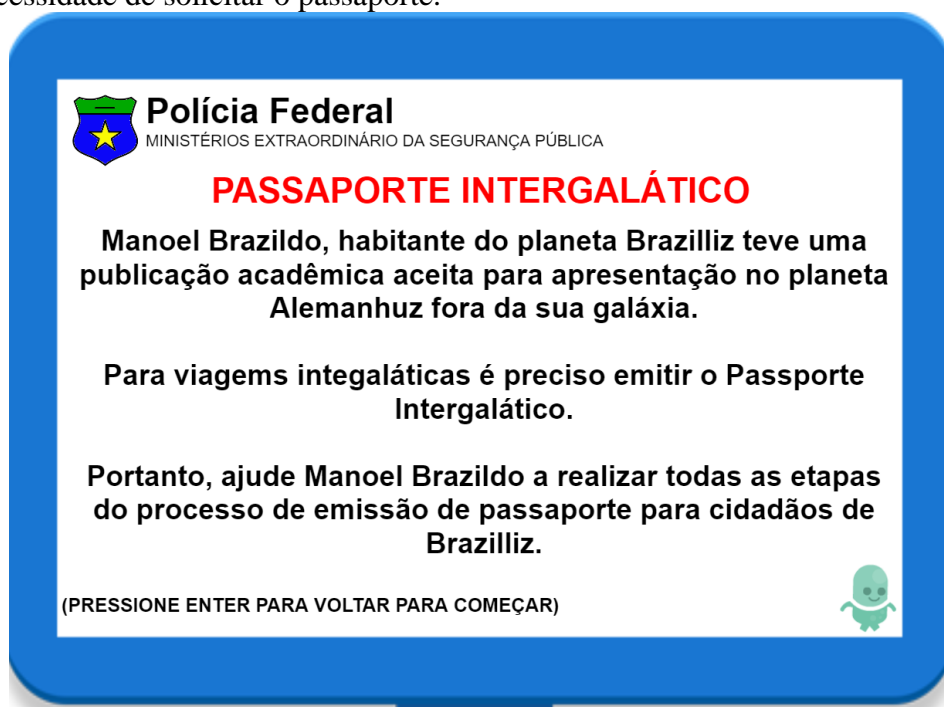 de solicitar o passaporte.
Polícia Federal
MINISTÉRIOS EXTRAORDINÁRIO DA SEGURANÇA PÚBLICA
PASSAPORTE INTERGALÁTICO
Manoel Brazildo, habitante do planeta Brazilliz teve uma
publicação acadêmica aceita para apresentação no planeta
Alemanhuz fora da sua galáxia.
Para viagems integaláticas é preciso emitir o Passporte
Intergalático.
Portanto, ajude Manoel Brazildo a realizar todas as etapas
do processo de emissão de passaporte para cidadãos de
Brazilliz.
(PRESSIONE ENTER PARA VOLTAR PARA COMEÇAR)